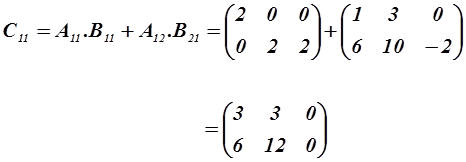 C₁₁ = A₁₁.B₁₁ + A₁₂.B₂₁ = (2 0 0; 0 2 2) + (1 3 0; 6 10 −2)
= (3 3 0; 6 12 0)